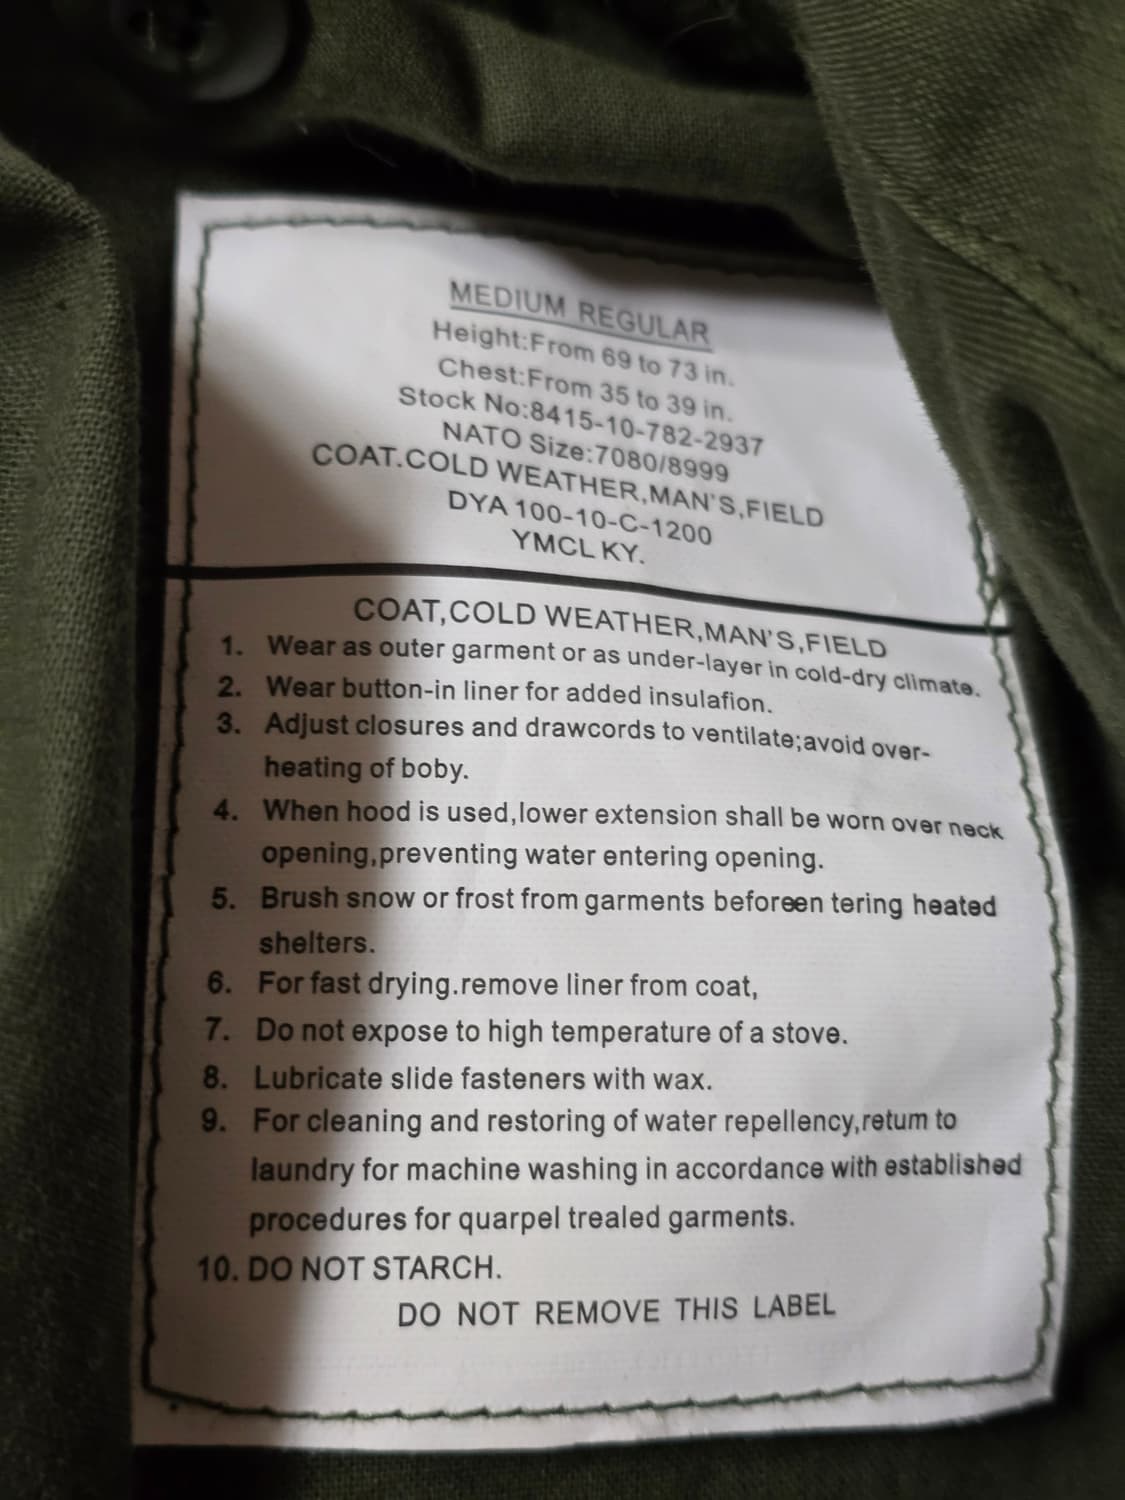 MEDIUM REGULAR
Height:From 69 to 73 in.
Chest:From 35 to 39 in.
Stock No:8415-10-782-2937
NATO Size:7080/8999
COAT.COLD WEATHER,MAN'S,FIELD
DYA 100-10-C-1200
YMCL KY.
COAT,COLD WEATHER,MAN'S,FIELD
1. Wear as outer garment or as under-layer in cold-dry climate.
2. Wear button-in liner for added insulafion.
3. Adjust closures and drawcords to ventilate;avoid over-
heating of boby.
4. When hood is used,lower extension shall be worn over neck
opening,preventing water entering opening.
5. Brush snow or frost from garments beforeen tering heated
shelters.
6. For fast drying.remove liner from coat,
7. Do not expose to high temperature of a stove.
8. Lubricate slide fasteners with wax.
9. For cleaning and restoring of water repellency,retum to
laundry for machine washing in accordance with established
procedures for quarpel trealed garments.
10. DO NOT STARCH.
DO NOT REMOVE THIS LABEL